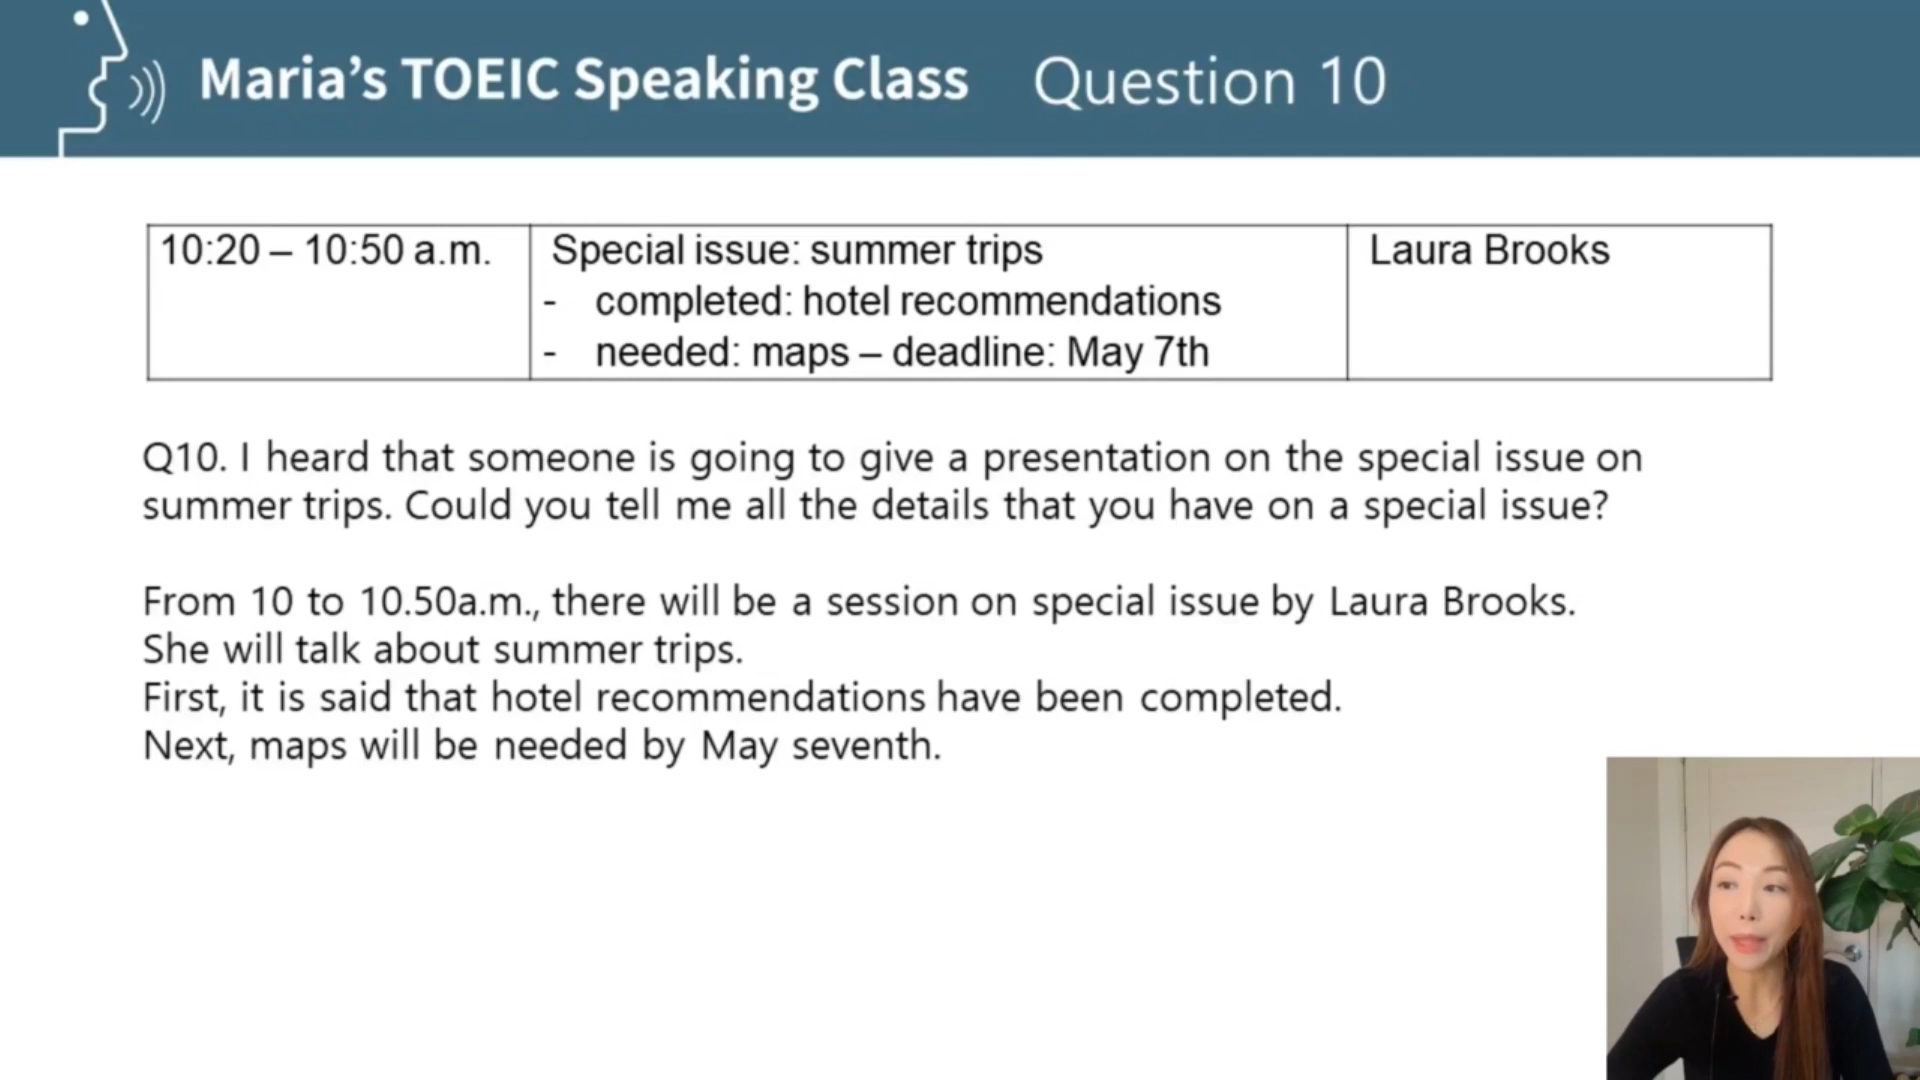 Maria’s TOEIC Speaking Class Question 10
10:20 – 10:50 a.m. Special issue: summer trips Laura Brooks
- completed: hotel recommendations
- needed: maps – deadline: May 7th
Q10. I heard that someone is going to give a presentation on the special issue on
summer trips. Could you tell me all the details that you have on a special issue?
From 10 to 10.50a.m., there will be a session on special issue by Laura Brooks.
She will talk about summer trips.
First, it is said that hotel recommendations have been completed.
Next, maps will be needed by May seventh.